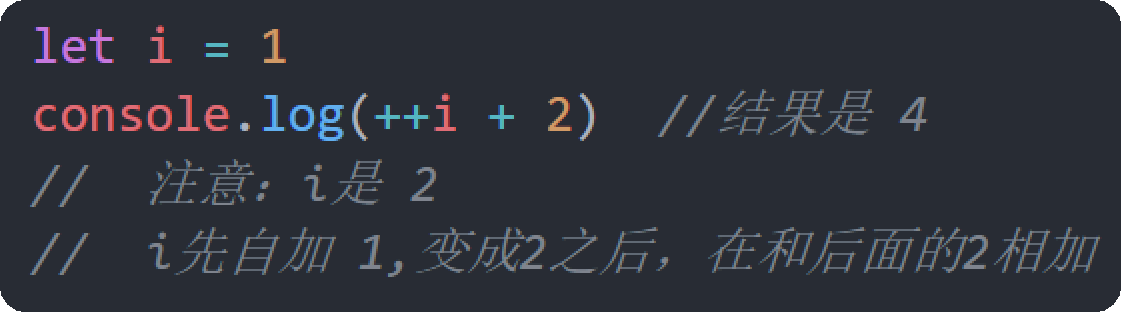 let i = 1
console.log(++i + 2)  //结果是 4
//  注意：i是 2
//  i先自加 1,变成2之后，在和后面的2相加